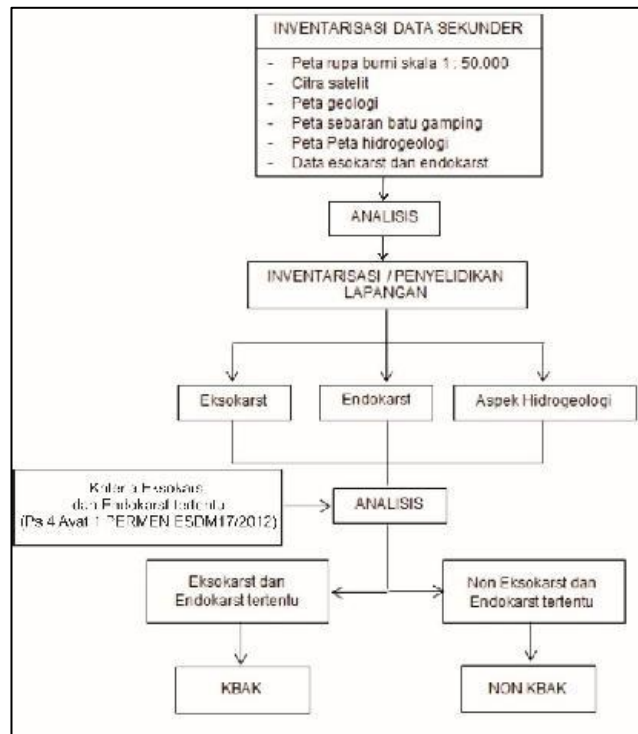 INVENTARISASI DATA SEKUNDER
- Peta rupa bumi skala 1 : 50.000
- Citra satelit
- Peta geologi
- Peta sebaran batu gamping
- Peta Peta hidrogeologi
- Data esokarst dan endokarst
ANALISIS
INVENTARISASI / PENYELIDIKAN
LAPANGAN
Eksokarst
Endokarst
Aspek Hidrogeologi
Kriteria Eksokars
dan Endokarst tertentu
(Ps 4 Ayat 1 PERMEN ESDM17/2012)
ANALISIS
Eksokarst dan
Endokarst tertentu
Non Eksokarst dan
Endokarst tertentu
KBAK
NON KBAK